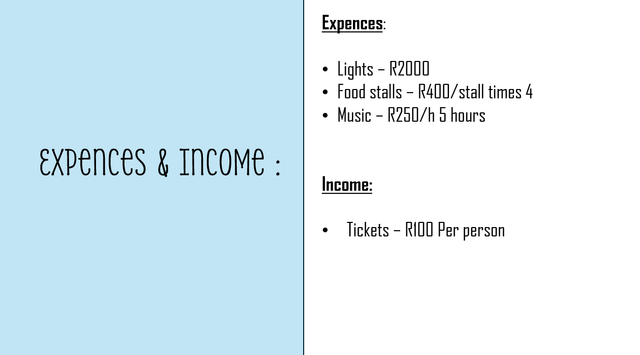 Expences & Income :
Expences:
• Lights – R2000
• Food stalls – R400/stall times 4
• Music – R250/h 5 hours
Income:
• Tickets – R100 Per person